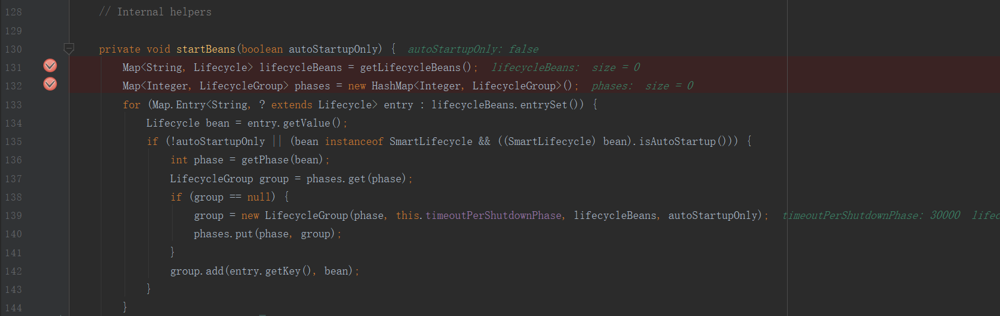 128 // Internal helpers
129
130 private void startBeans(boolean autoStartupOnly) { autoStartupOnly: false
131 Map<String, Lifecycle> lifecycleBeans = getLifecycleBeans(); lifecycleBeans: size = 0
132 Map<Integer, LifecycleGroup> phases = new HashMap<Integer, LifecycleGroup>(); phases: size = 0
133 for (Map.Entry<String, ? extends Lifecycle> entry : lifecycleBeans.entrySet()) {
134 Lifecycle bean = entry.getValue();
135 if (!autoStartupOnly || (bean instanceof SmartLifecycle && ((SmartLifecycle) bean).isAutoStartup())) {
136 int phase = getPhase(bean);
137 LifecycleGroup group = phases.get(phase);
138 if (group == null) {
139 group = new LifecycleGroup(phase, this.timeoutPerShutdownPhase, lifecycleBeans, autoStartupOnly); timeoutPerShutdownPhase: 30000 lifec
140 phases.put(phase, group);
141 }
142 group.add(entry.getKey(), bean);
143 }
144 }